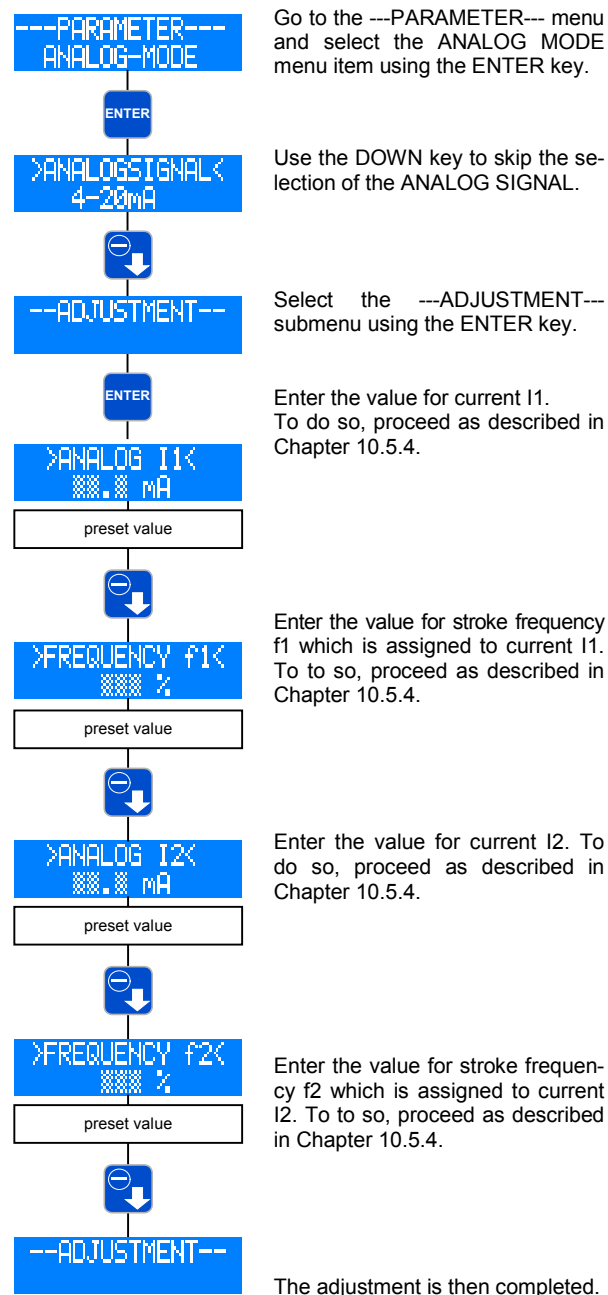 ---PARAMETER---
ANALOG-MODE
Go to the ---PARAMETER--- menu
and select the ANALOG MODE
menu item using the ENTER key.
ENTER
>ANALOGSIGNAL<
4-20mA
Use the DOWN key to skip the se-
lection of the ANALOG SIGNAL.
--ADJUSTMENT--
Select the ---ADJUSTMENT---
submenu using the ENTER key.
ENTER
Enter the value for current I1.
To do so, proceed as described in
Chapter 10.5.4.
>ANALOG I1<
▒▒.▒ mA
preset value
Enter the value for stroke frequency
f1 which is assigned to current I1.
To to so, proceed as described in
Chapter 10.5.4.
>FREQUENCY f1<
▒▒▒ %
preset value
Enter the value for current I2. To
do so, proceed as described in
Chapter 10.5.4.
>ANALOG I2<
▒▒.▒ mA
preset value
Enter the value for stroke frequen-
cy f2 which is assigned to current
I2. To to so, proceed as described
in Chapter 10.5.4.
>FREQUENCY f2<
▒▒▒ %
preset value
--ADJUSTMENT--
The adjustment is then completed.